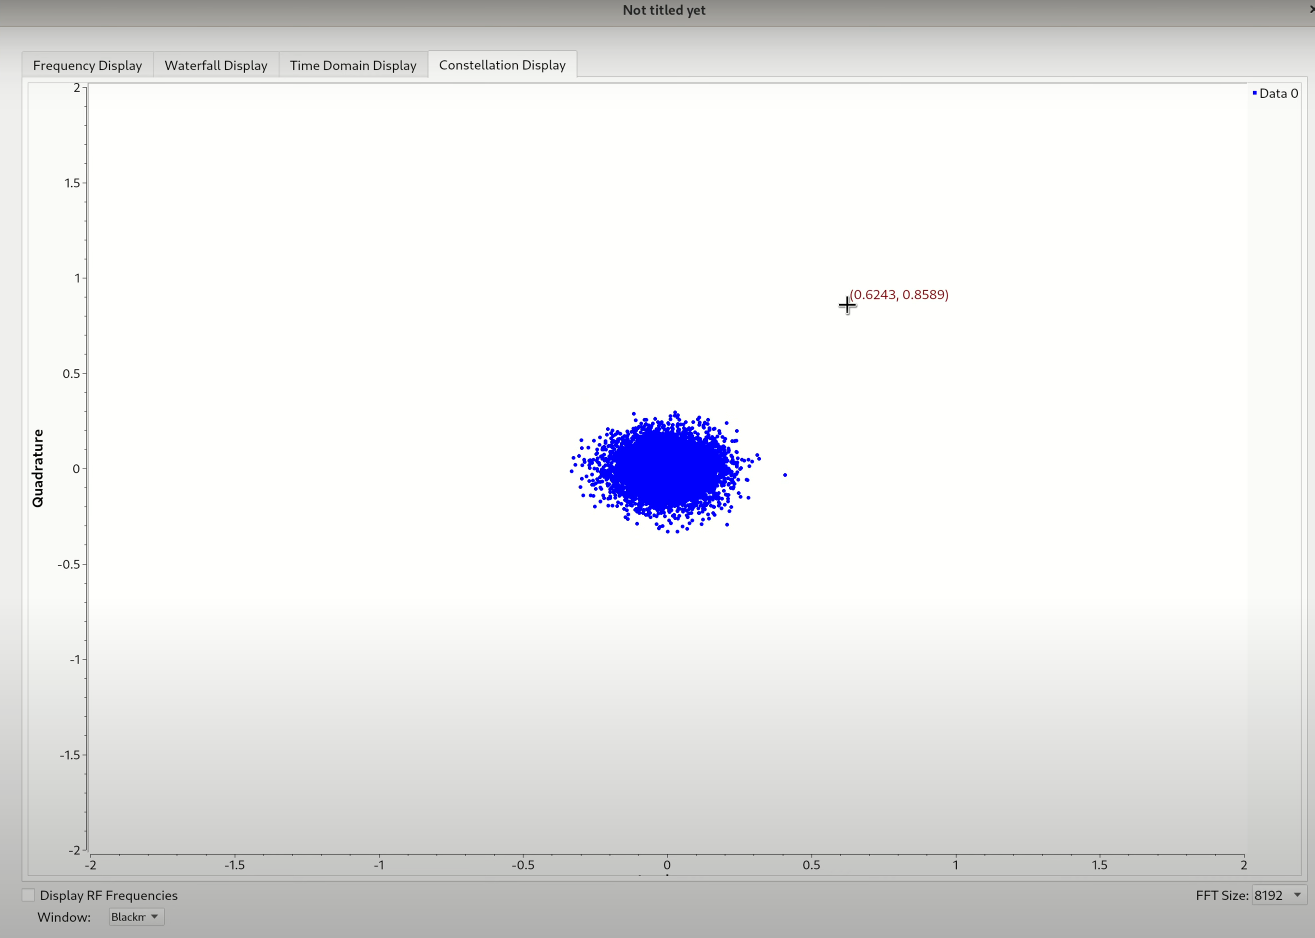 Not titled yet
Frequency Display Waterfall Display Time Domain Display Constellation Display
Data 0
2
1.5
1
(0.6243, 0.8589)
0.5
Quadrature
0
-0.5
-1
-1.5
-2
-2 -1.5 -1 -0.5 0 0.5 1 1.5 2
Display RF Frequencies FFT Size: 8192
Window: Blackm